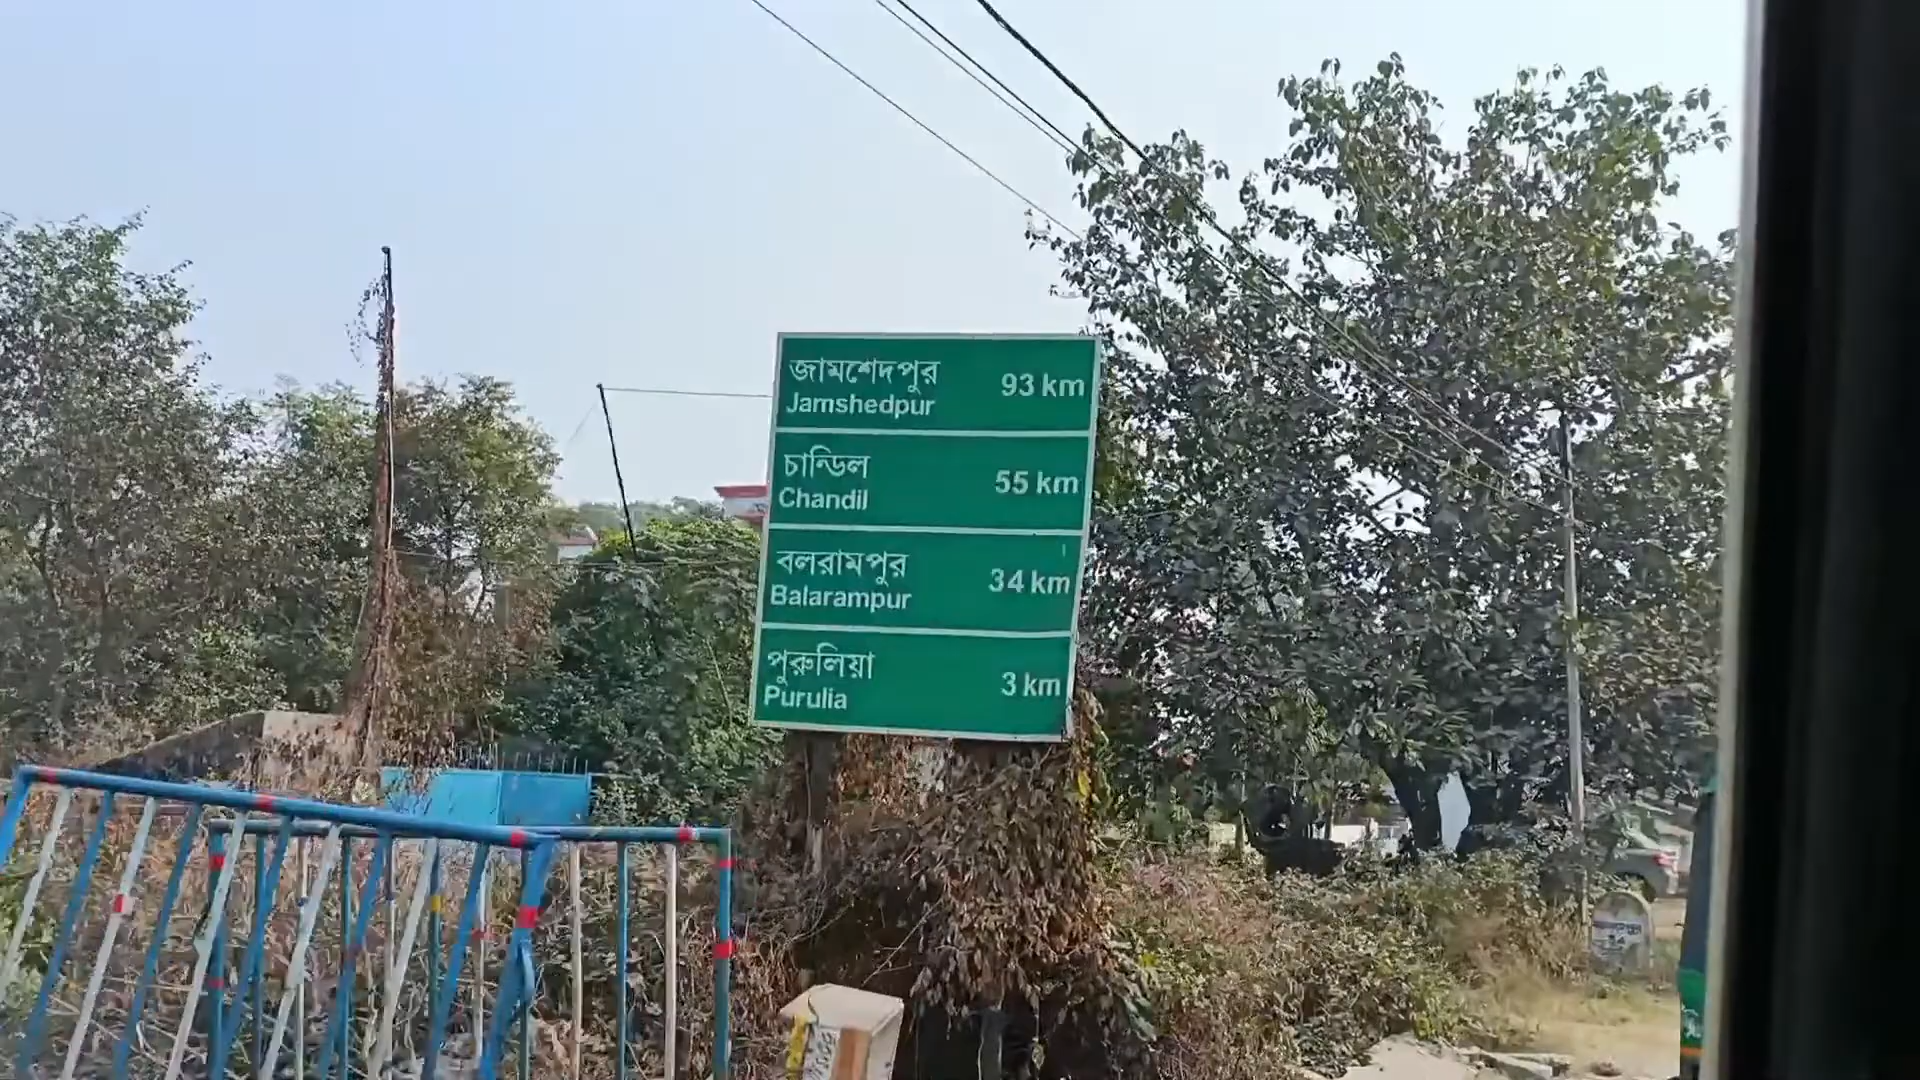 জামশেদপুর 93 km
Jamshedpur
চান্ডিল 55 km
Chandil
বলরামপুর 34 km
Balarampur
পুরুলিয়া 3 km
Purulia